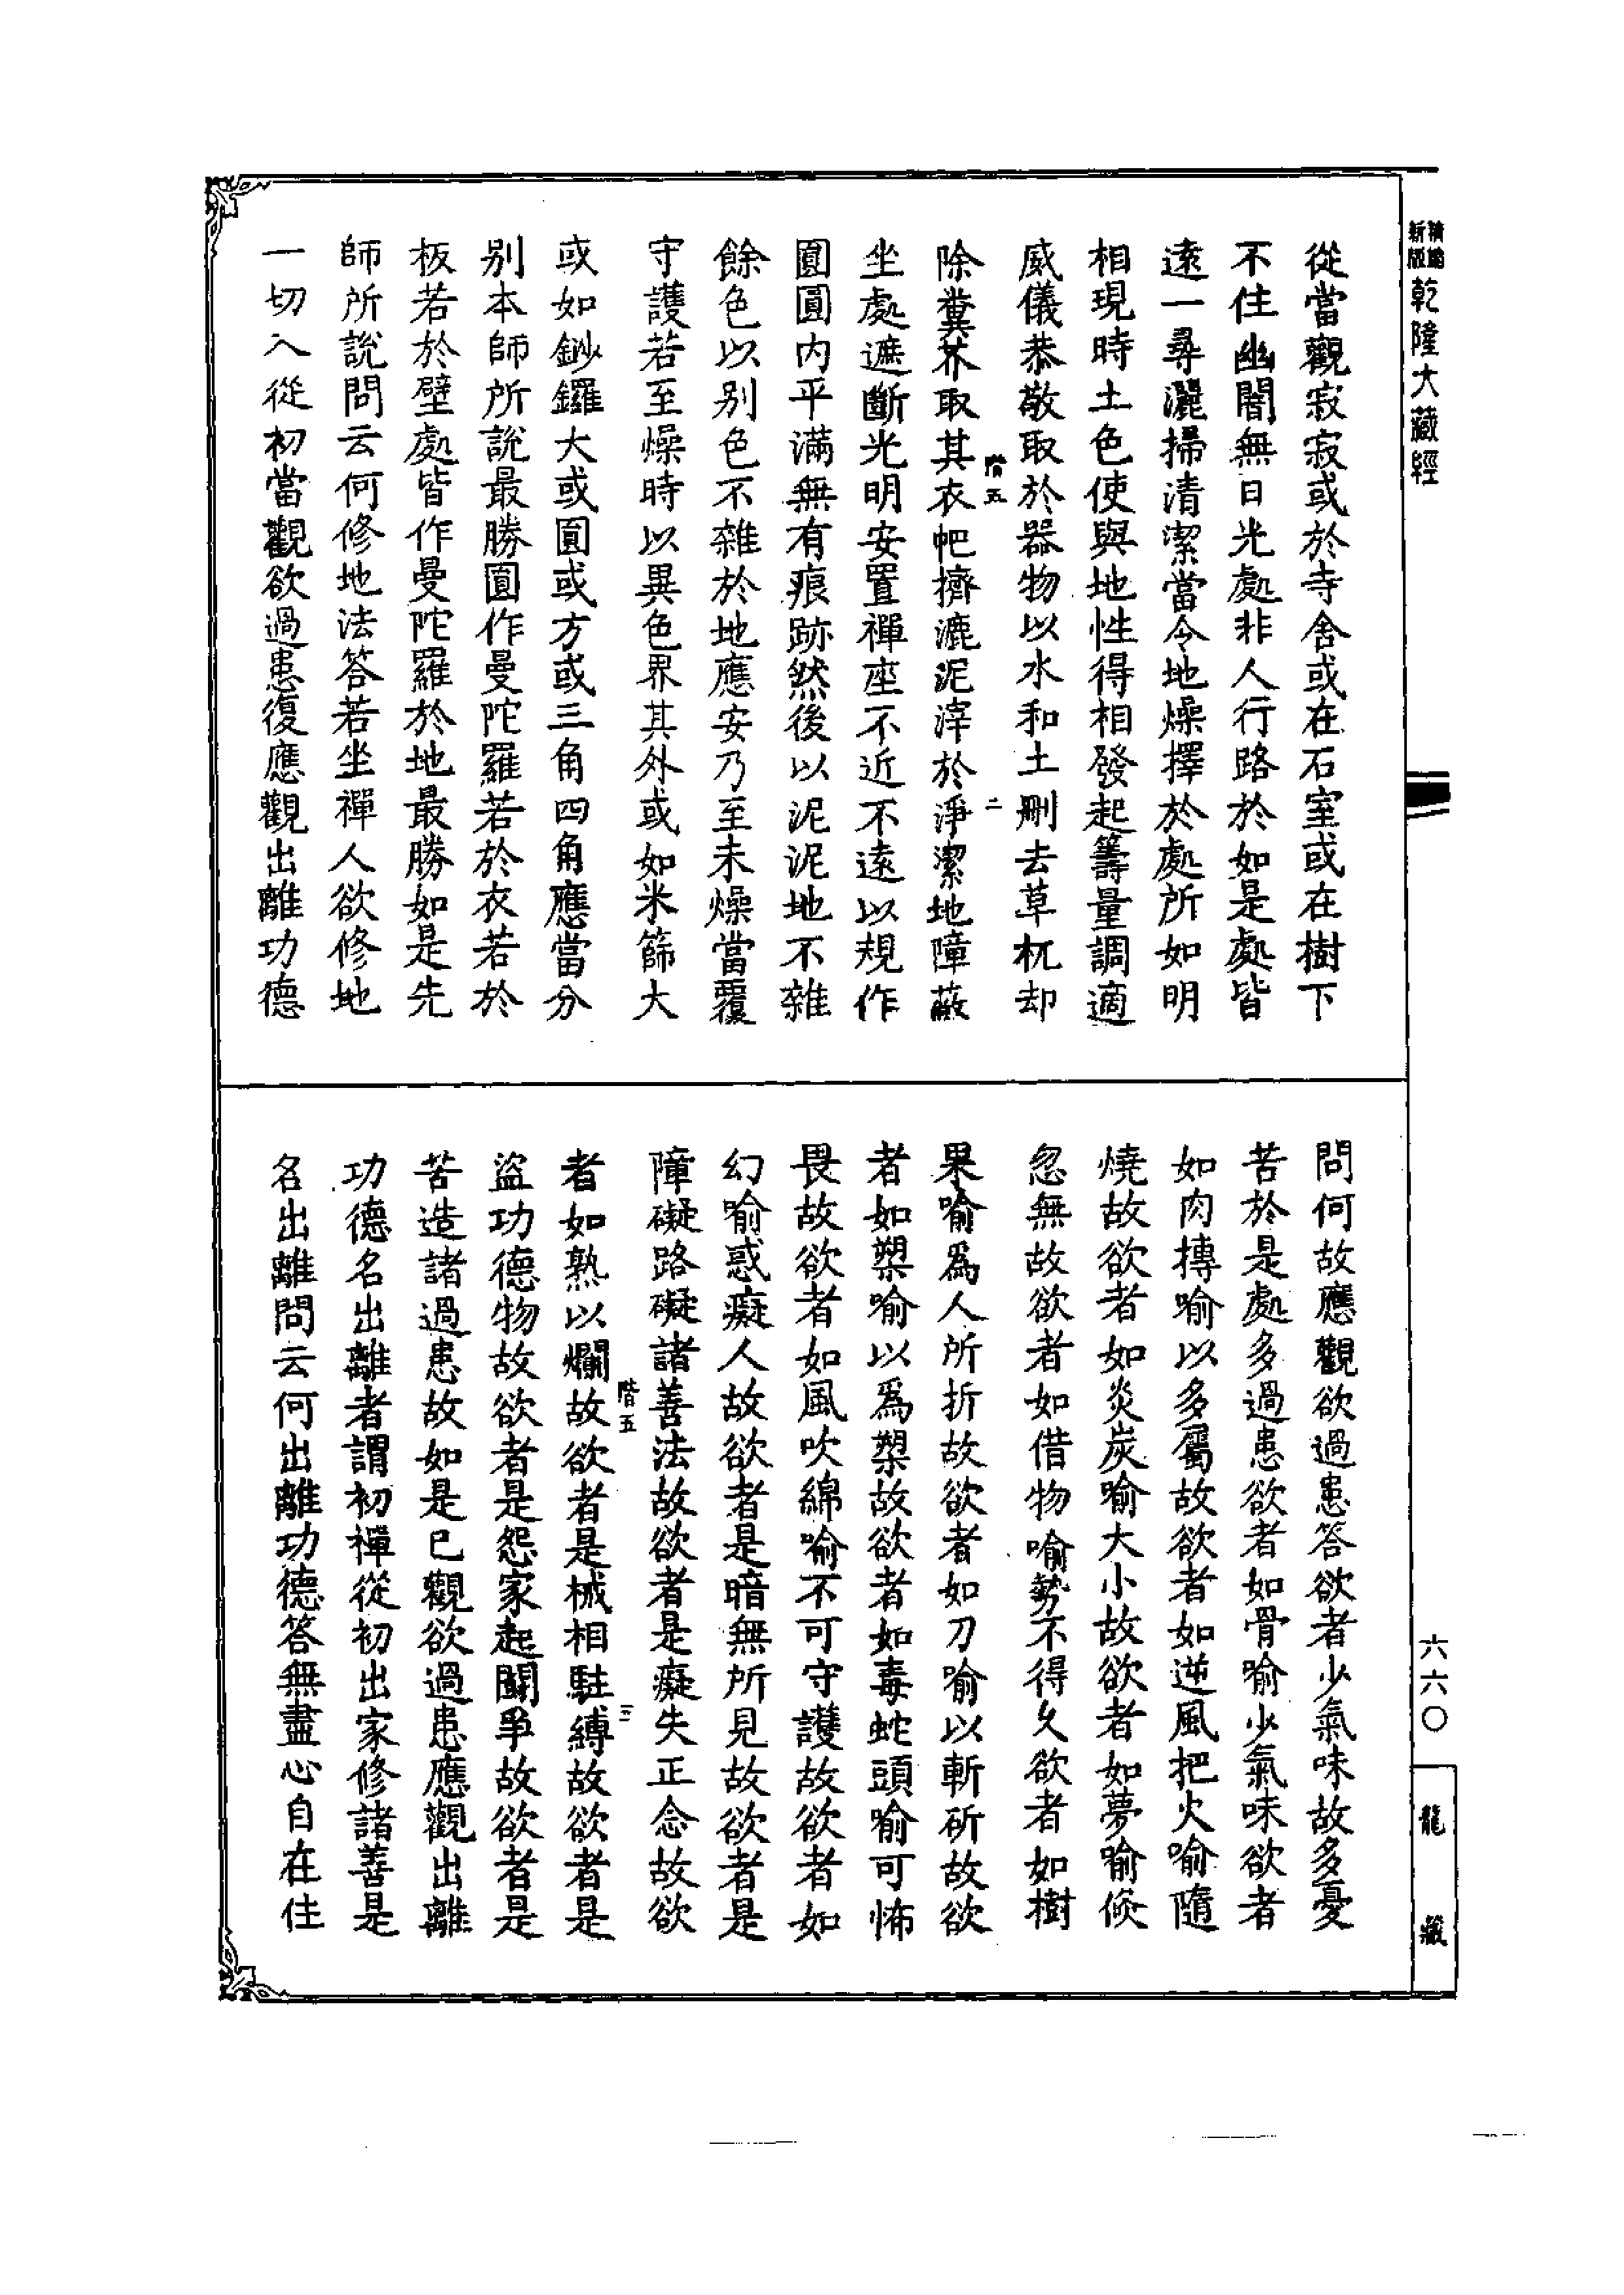 精縮新版乾隆大藏經
從當觀寂寂或於寺舍或在石室或在樹下
不住幽闇無日光處非人行路於如是處皆
遠一尋灑掃清潔當令地燥擇於處所如明
相現時土色使與地性得相發起籌量調適
威儀恭敬取於器物以水和土刪去草杌却
除糞芥取其衣帊擠漉泥滓於淨潔地障蔽
階五
二
坐處遮斷光明安置禪座不近不遠以規作
圓圓內平滿無有痕跡然後以泥泥地不雜
餘色以別色不雜於地應安乃至未燥當覆
守護若至燥時以異色界其外或如米篩大
或如鈔鑼大或圓或方或三角四角應當分
別本師所說最勝圓作曼陀羅若於衣若於
板若於壁處皆作曼陀羅於地最勝如是先
師所說問云何修地法答若坐禪人欲修地
一切入從初當觀欲過患復應觀出離功德
問何故應觀欲過患答欲者少氣味故多憂
苦於是處多過患欲者如骨喻少氣味欲者
如肉摶喻以多屬故欲者如逆風把火喻隨
燒故欲者如炎炭喻大小故欲者如夢喻倏
忽無故欲者如借物喻勢不得久欲者如樹
果喻為人所折故欲者如刀喻以斬斫故欲
者如槊喻以為槊故欲者如毒蛇頭喻可怖
畏故欲者如風吹綿喻不可守護故欲者如
幻喻惑癡人故欲者是暗無所見故欲者是
障礙路礙諸善法故欲者是癡失正念故欲
階五
三
者如熟以爛故欲者是械相駐縛故欲者是
盜功德物故欲者是怨家起鬪爭故欲者是
苦造諸過患故如是已觀欲過患應觀出離
功德名出離者謂初禪從初出家修諸善是
名出離問云何出離功德答無盡心自在住
六六〇
龍藏